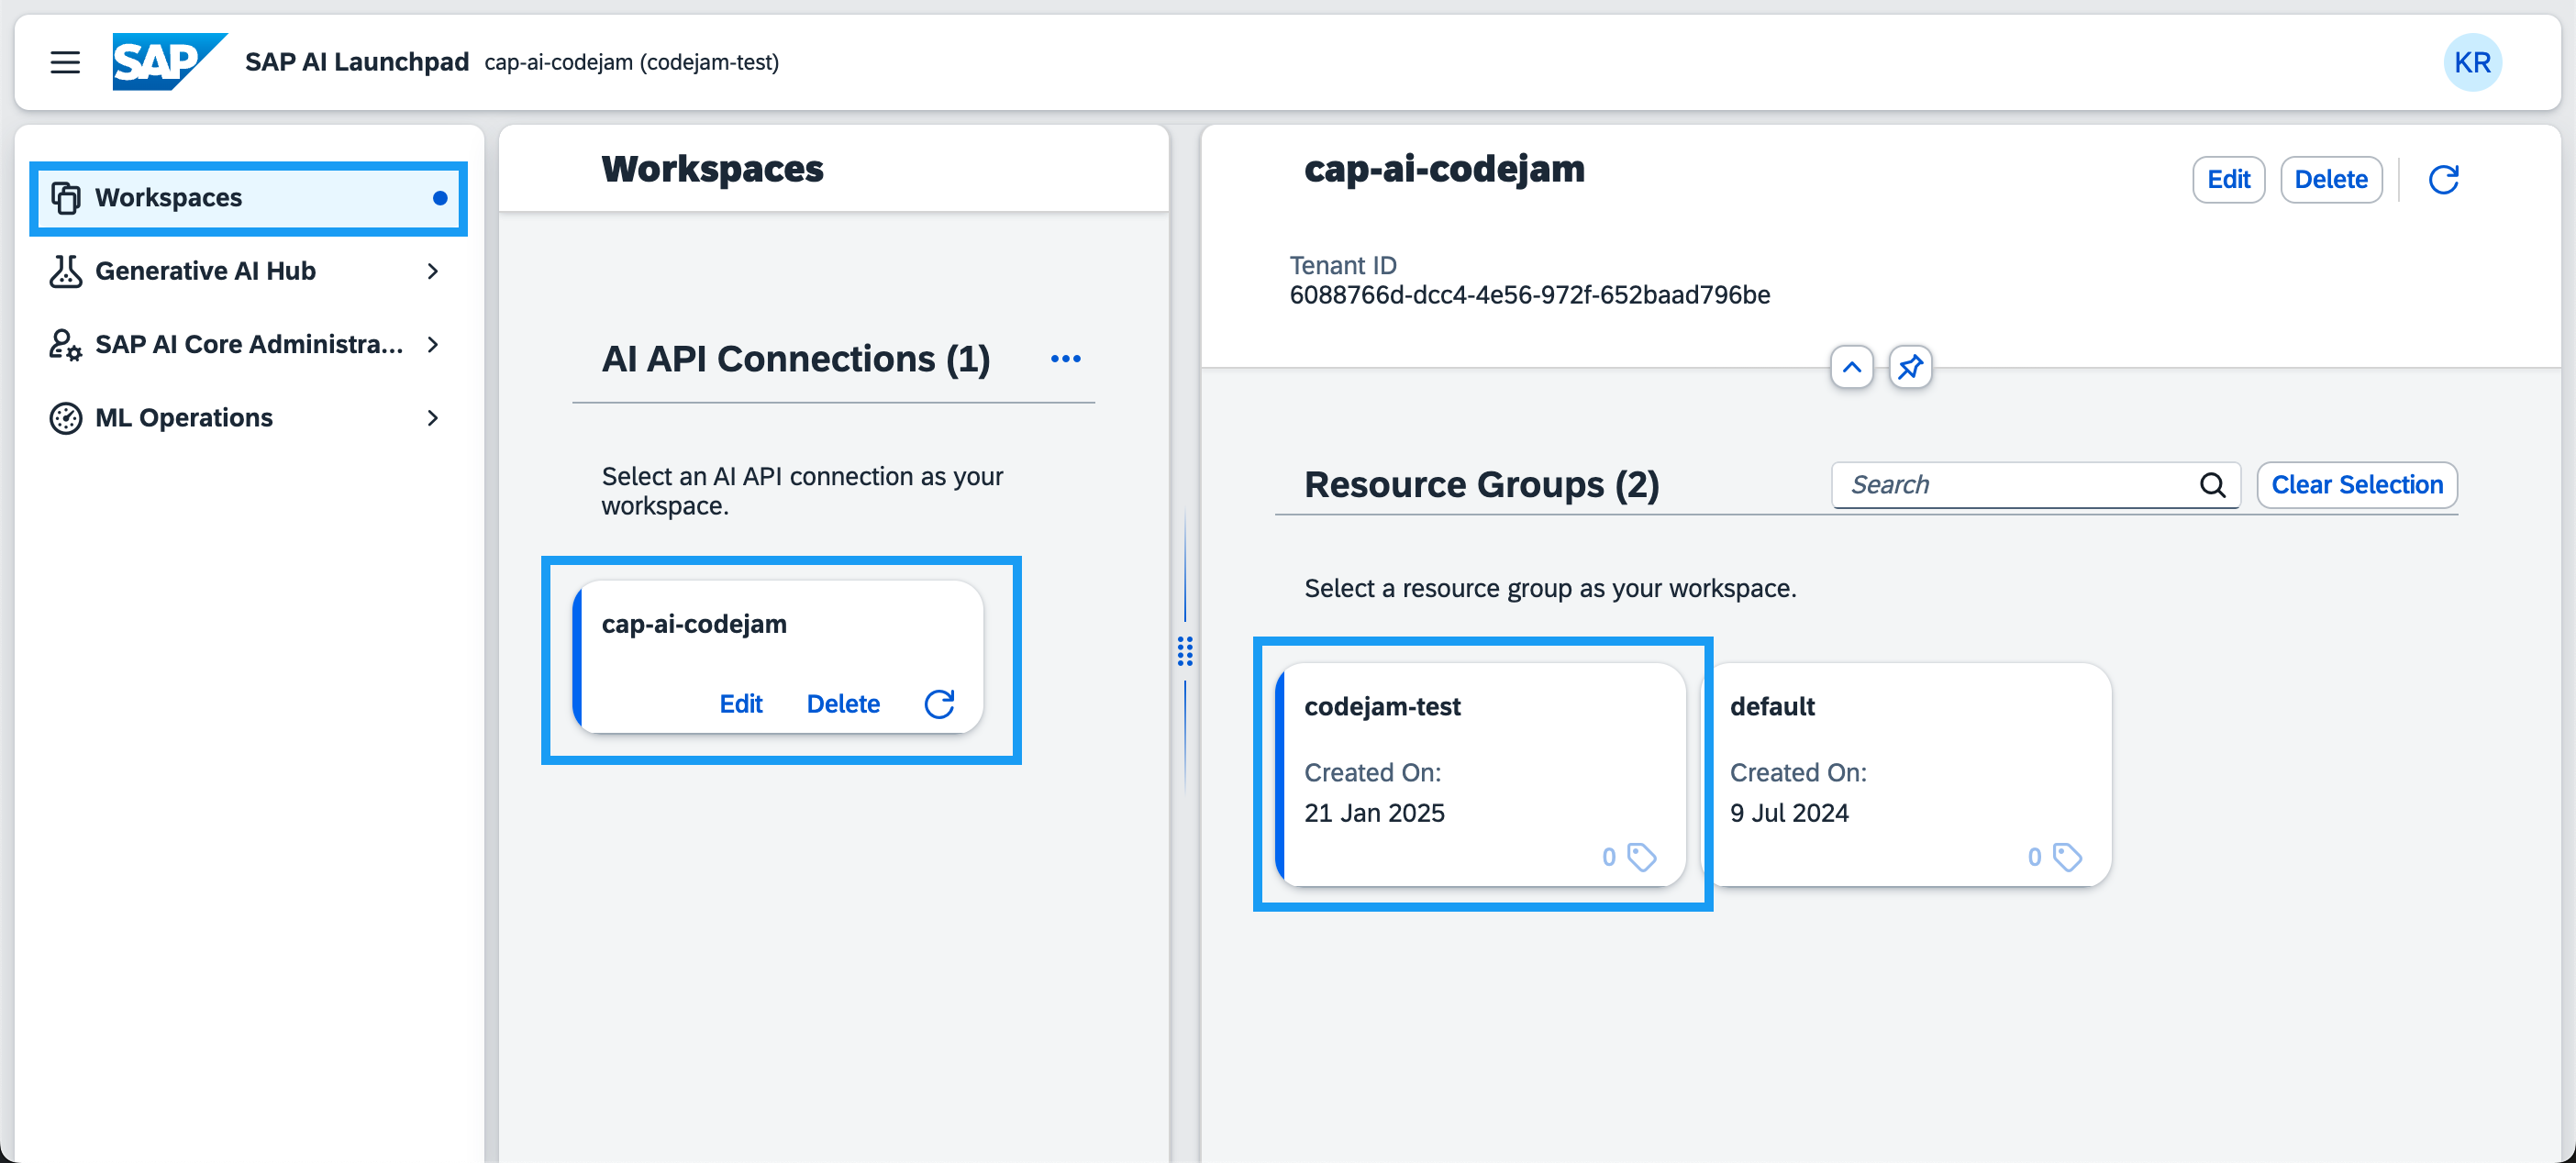 SAP SAP AI Launchpad cap-ai-codejam (codejam-test) KR
Workspaces
Generative AI Hub
SAP AI Core Administra...
ML Operations
Workspaces
AI API Connections (1)
Select an AI API connection as your
workspace.
cap-ai-codejam
Edit Delete
cap-ai-codejam
Edit Delete
Tenant ID
6088766d-dcc4-4e56-972f-652baad796be
Resource Groups (2)
Search
Clear Selection
Select a resource group as your workspace.
codejam-test
Created On:
21 Jan 2025
0
default
Created On:
9 Jul 2024
0